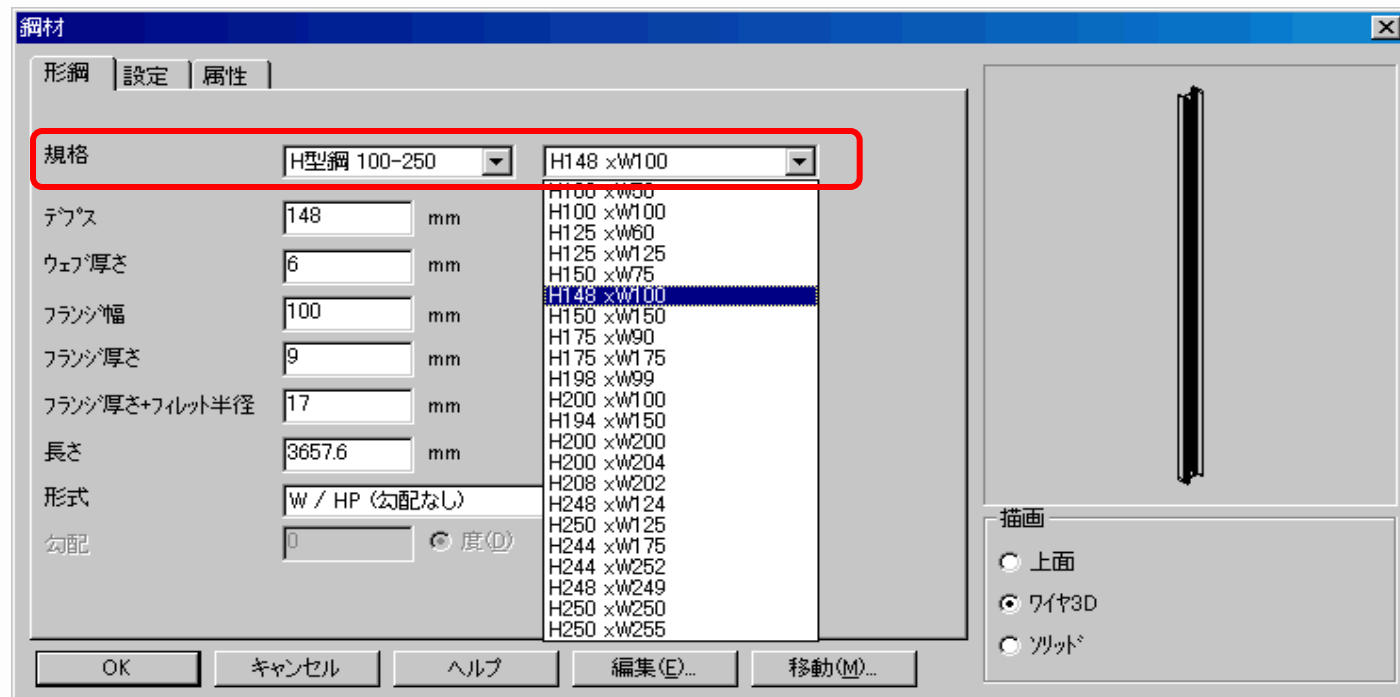 鋼材
形鋼 設定 属性
規格 H型鋼 100-250 H148 xW100
H100 xW50
デプス 148 mm H100 xW100
H125 xW60
H125 xW125
ウェブ厚さ 6 mm H150 xW75
H148 xW100
フランジ幅 100 mm H150 xW150
H175 xW90
フランジ厚さ 9 mm H175 xW175
H198 xW99
フランジ厚さ+フィレット半径 17 mm H200 xW100
H194 xW150
長さ 3657.6 mm H200 xW200
H200 xW204
H208 xW202
形式 W / HP (勾配なし) H248 xW124
H250 xW125
勾配 0 度(D) H244 xW175
H244 xW252
H248 xW249
H250 xW250
H250 xW255
描画
上面
ワイヤ3D
ソリッド
OK キャンセル ヘルプ 編集(E)... 移動(M)...